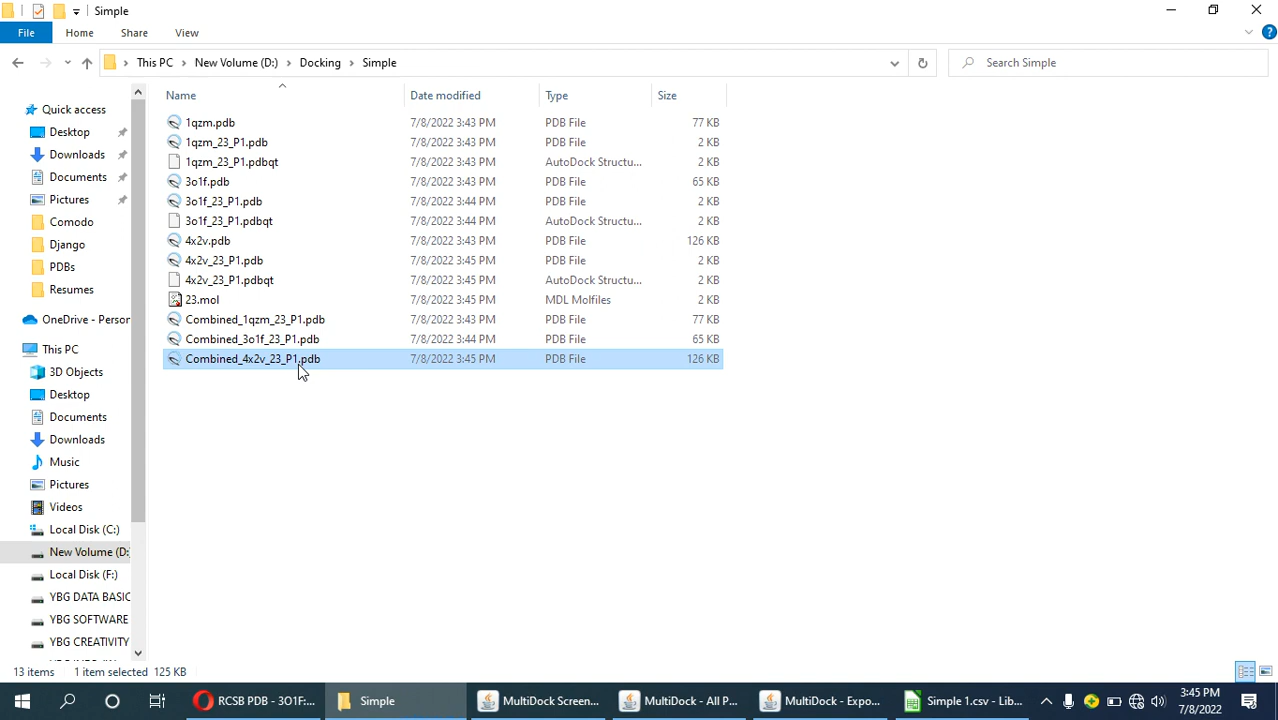 Simple
File Home Share View
This PC New Volume (D:) Docking Simple
Search Simple
Name Date modified Type Size
Quick access
Desktop
Downloads
Documents
Pictures
Comodo
Django
PDBs
Resumes
OneDrive - Person
This PC
3D Objects
Desktop
Documents
Downloads
Music
Pictures
Videos
Local Disk (C:)
New Volume (D:
Local Disk (F:)
YBG DATA BASIC
YBG SOFTWARE
YBG CREATIVITY
1qzm.pdb 7/8/2022 3:43 PM PDB File 77 KB
1qzm_23_P1.pdb 7/8/2022 3:43 PM PDB File 2 KB
1qzm_23_P1.pdbqt 7/8/2022 3:43 PM AutoDock Structu... 2 KB
3o1f.pdb 7/8/2022 3:43 PM PDB File 65 KB
3o1f_23_P1.pdb 7/8/2022 3:44 PM PDB File 2 KB
3o1f_23_P1.pdbqt 7/8/2022 3:44 PM AutoDock Structu... 2 KB
4x2v.pdb 7/8/2022 3:43 PM PDB File 126 KB
4x2v_23_P1.pdb 7/8/2022 3:45 PM PDB File 2 KB
4x2v_23_P1.pdbqt 7/8/2022 3:45 PM AutoDock Structu... 2 KB
23.mol 7/8/2022 3:45 PM MDL Molfiles 2 KB
Combined_1qzm_23_P1.pdb 7/8/2022 3:43 PM PDB File 77 KB
Combined_3o1f_23_P1.pdb 7/8/2022 3:44 PM PDB File 65 KB
Combined_4x2v_23_P1.pdb 7/8/2022 3:45 PM PDB File 126 KB
13 items 1 item selected 125 KB
RCSB PDB - 3O1F:... Simple MultiDock Screen... MultiDock - All P... MultiDock - Expo... Simple 1.csv - Lib...
3:45 PM
7/8/2022